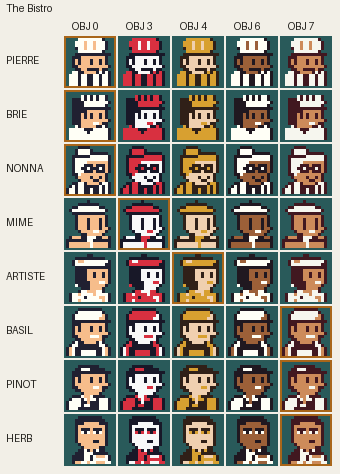 The Bistro
OBJ 0 OBJ 3 OBJ 4 OBJ 6 OBJ 7
PIERRE
BRIE
NONNA
MIME
ARTISTE
BASIL
PINOT
HERB